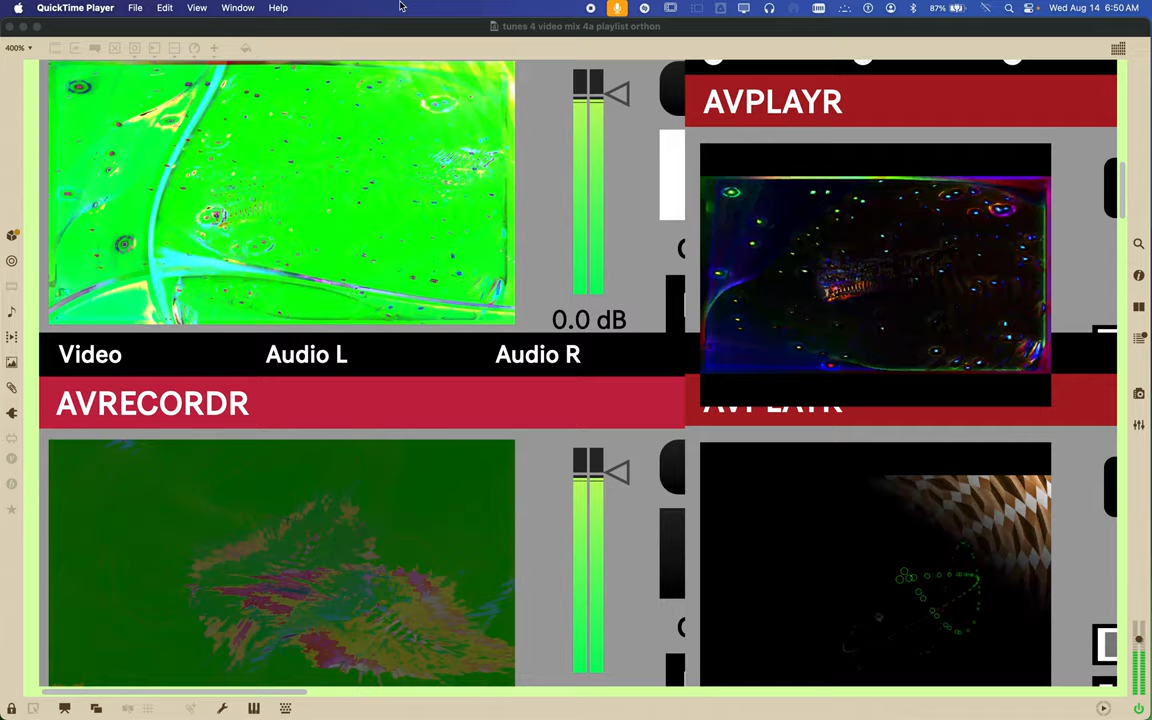 QuickTime Player File Edit View Window Help 87% Wed Aug 14 6:50 AM
tunes 4 video mix 4a playlist orthon
400%
AVPLAYR
0.0 dB
Video Audio L Audio R
AVRECORDR
AVPLAYR